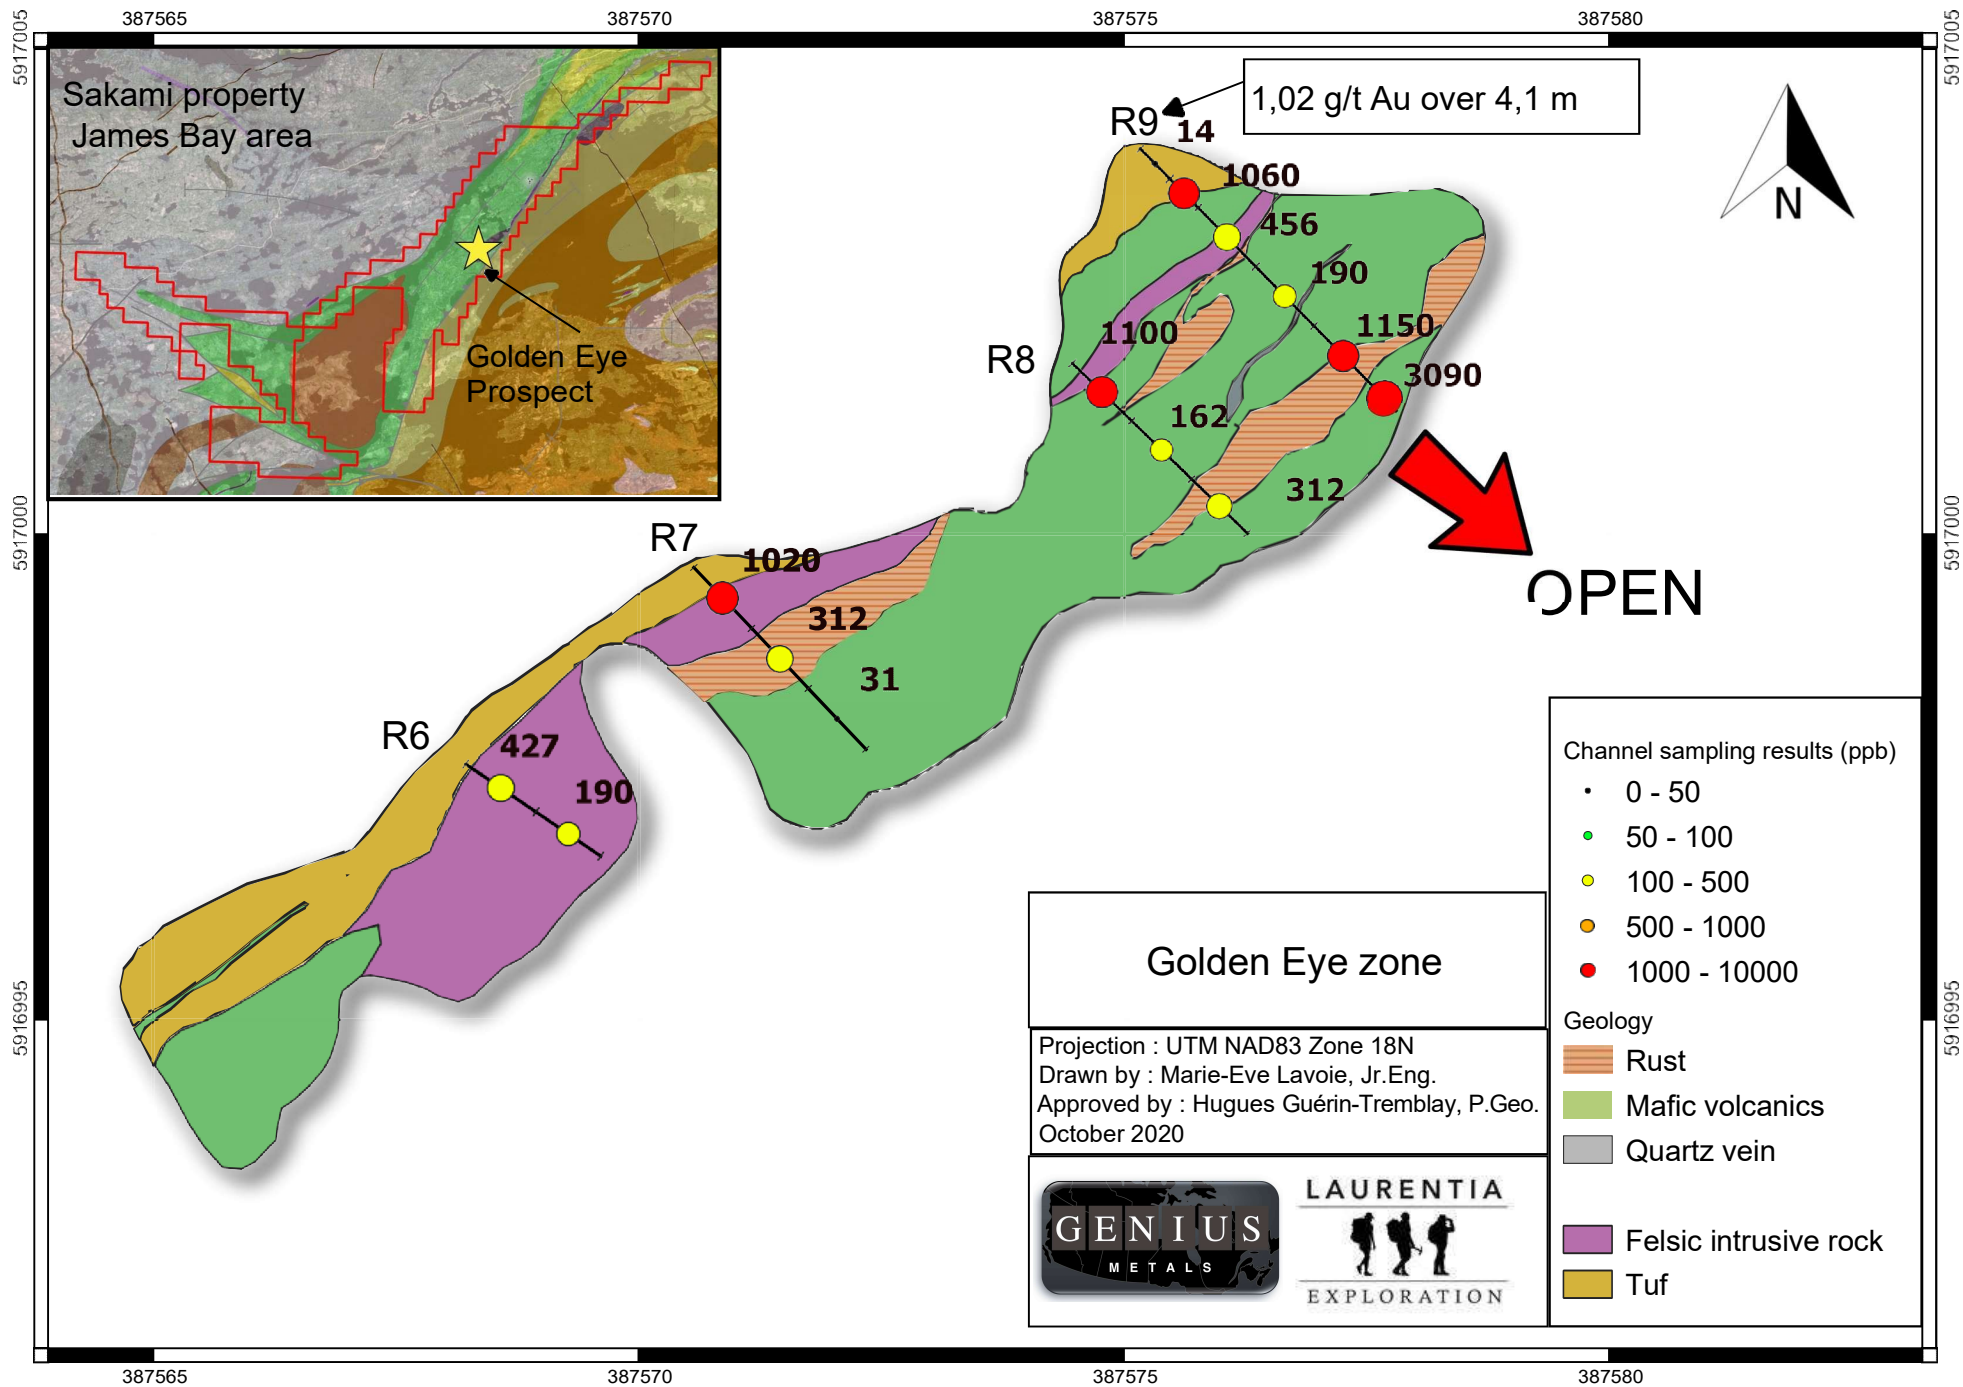 387565
387570
387575
387580
5917005
5917005
Sakami property
James Bay area
Golden Eye
Prospect
1,02 g/t Au over 4,1 m
R9
14
1060
456
190
1150
3090
N
R8
1100
162
312
OPEN
5917000
5917000
R7
1020
312
31
R6
427
190
Channel sampling results (ppb)
0 - 50
50 - 100
100 - 500
500 - 1000
1000 - 10000
Geology
Rust
Mafic volcanics
Quartz vein
Felsic intrusive rock
Tuf
Golden Eye zone
5916995
5916995
Projection : UTM NAD83 Zone 18N
Drawn by : Marie-Eve Lavoie, Jr.Eng.
Approved by : Hugues Guérin-Tremblay, P.Geo.
October 2020
GENIUS
METALS
LAURENTIA
EXPLORATION
387565
387570
387575
387580